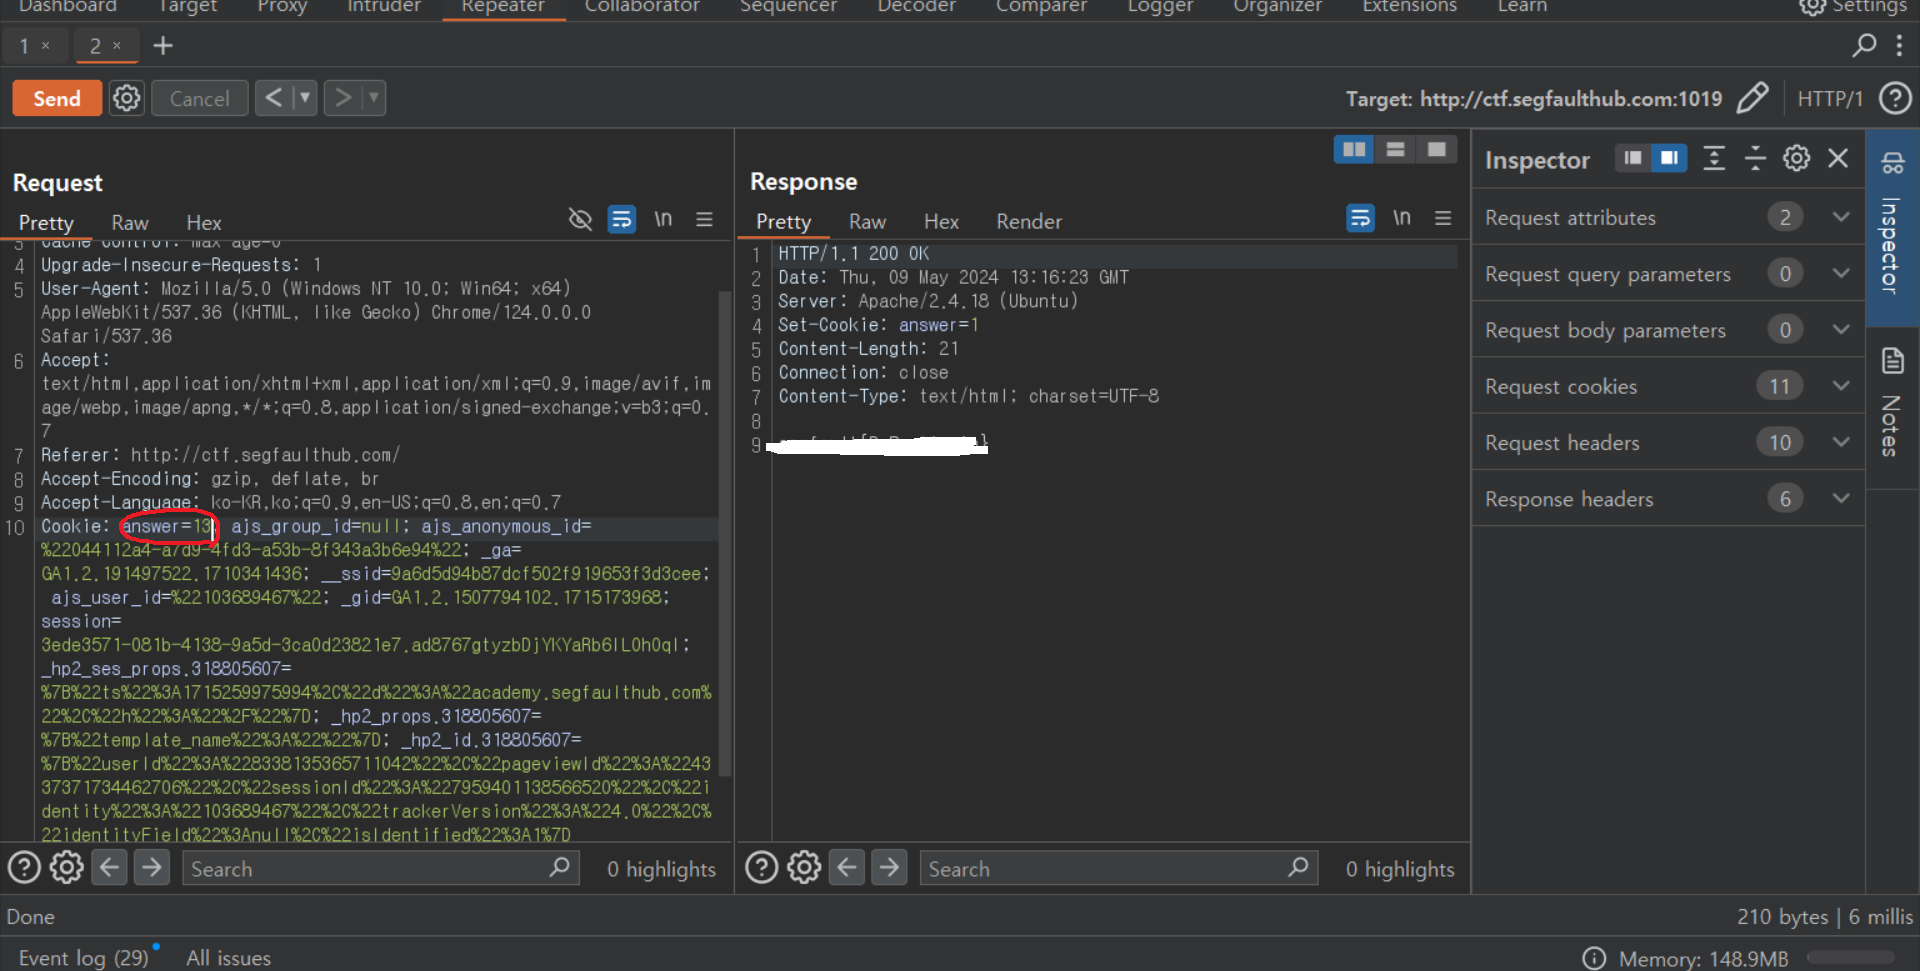 Dashboard Target Proxy Intruder Repeater Collaborator Sequencer Decoder Comparer Logger Organizer Extensions Learn Settings
1 × 2 × +
Send Cancel < > Target: http://ctf.segfaulthub.com:1019 HTTP/1 ?
Request
Pretty Raw Hex \n
3 Cache-Control: max-age=0
4 Upgrade-Insecure-Requests: 1
5 User-Agent: Mozilla/5.0 (Windows NT 10.0; Win64; x64)
AppleWebKit/537.36 (KHTML, like Gecko) Chrome/124.0.0.0
Safari/537.36
6 Accept:
text/html,application/xhtml+xml,application/xml;q=0.9,image/avif,im
age/webp,image/apng,*/*;q=0.8,application/signed-exchange;v=b3;q=0.
7
7 Referer: http://ctf.segfaulthub.com/
8 Accept-Encoding: gzip, deflate, br
9 Accept-Language: ko-KR,ko;q=0.9,en-US;q=0.8,en;q=0.7
10 Cookie: answer=13; ajs_group_id=null; ajs_anonymous_id=
%22044112a4-a7d9-4fd3-a53b-8f343a3b6e94%22; _ga=
GA1.2.191497522.1710341436; __ssid=9a6d5d94b87dcf502f919653f3d3cee;
ajs_user_id=%22103689467%22; _gid=GA1.2.1507794102.1715173968;
session=
3ede3571-081b-4138-9a5d-3ca0d23821e7.ad8767gtyzbDjYKYaRb6ILOh0qI;
_hp2_ses_props.318805607=
%7B%22ts%22%3A1715259975994%2C%22d%22%3A%22academy.segfaulthub.com%
22%2C%22h%22%3A%22%2F%22%7D; _hp2_props.318805607=
%7B%22template_name%22%3A%22%22%7D; _hp2_id.318805607=
%7B%22userId%22%3A%228338135365711042%22%2C%22pageviewId%22%3A%2243
37371734462706%22%2C%22sessionId%22%3A%227959401138566520%22%2C%22i
dentity%22%3A%22103689467%22%2C%22trackerVersion%22%3A%224.0%22%2C%
22identityField%22%3Anull%2C%22isIdentified%22%3A1%7D
? Search 0 highlights
Response
Pretty Raw Hex Render \n
1 HTTP/1.1 200 OK
2 Date: Thu, 09 May 2024 13:16:23 GMT
3 Server: Apache/2.4.18 (Ubuntu)
4 Set-Cookie: answer=1
5 Content-Length: 21
6 Connection: close
7 Content-Type: text/html; charset=UTF-8
8
9
? Search 0 highlights
Inspector
Request attributes 2
Request query parameters 0
Request body parameters 0
Request cookies 11
Request headers 10
Response headers 6
Inspector
Notes
Done 210 bytes | 6 millis
Event log (29) All issues Memory: 148.9MB